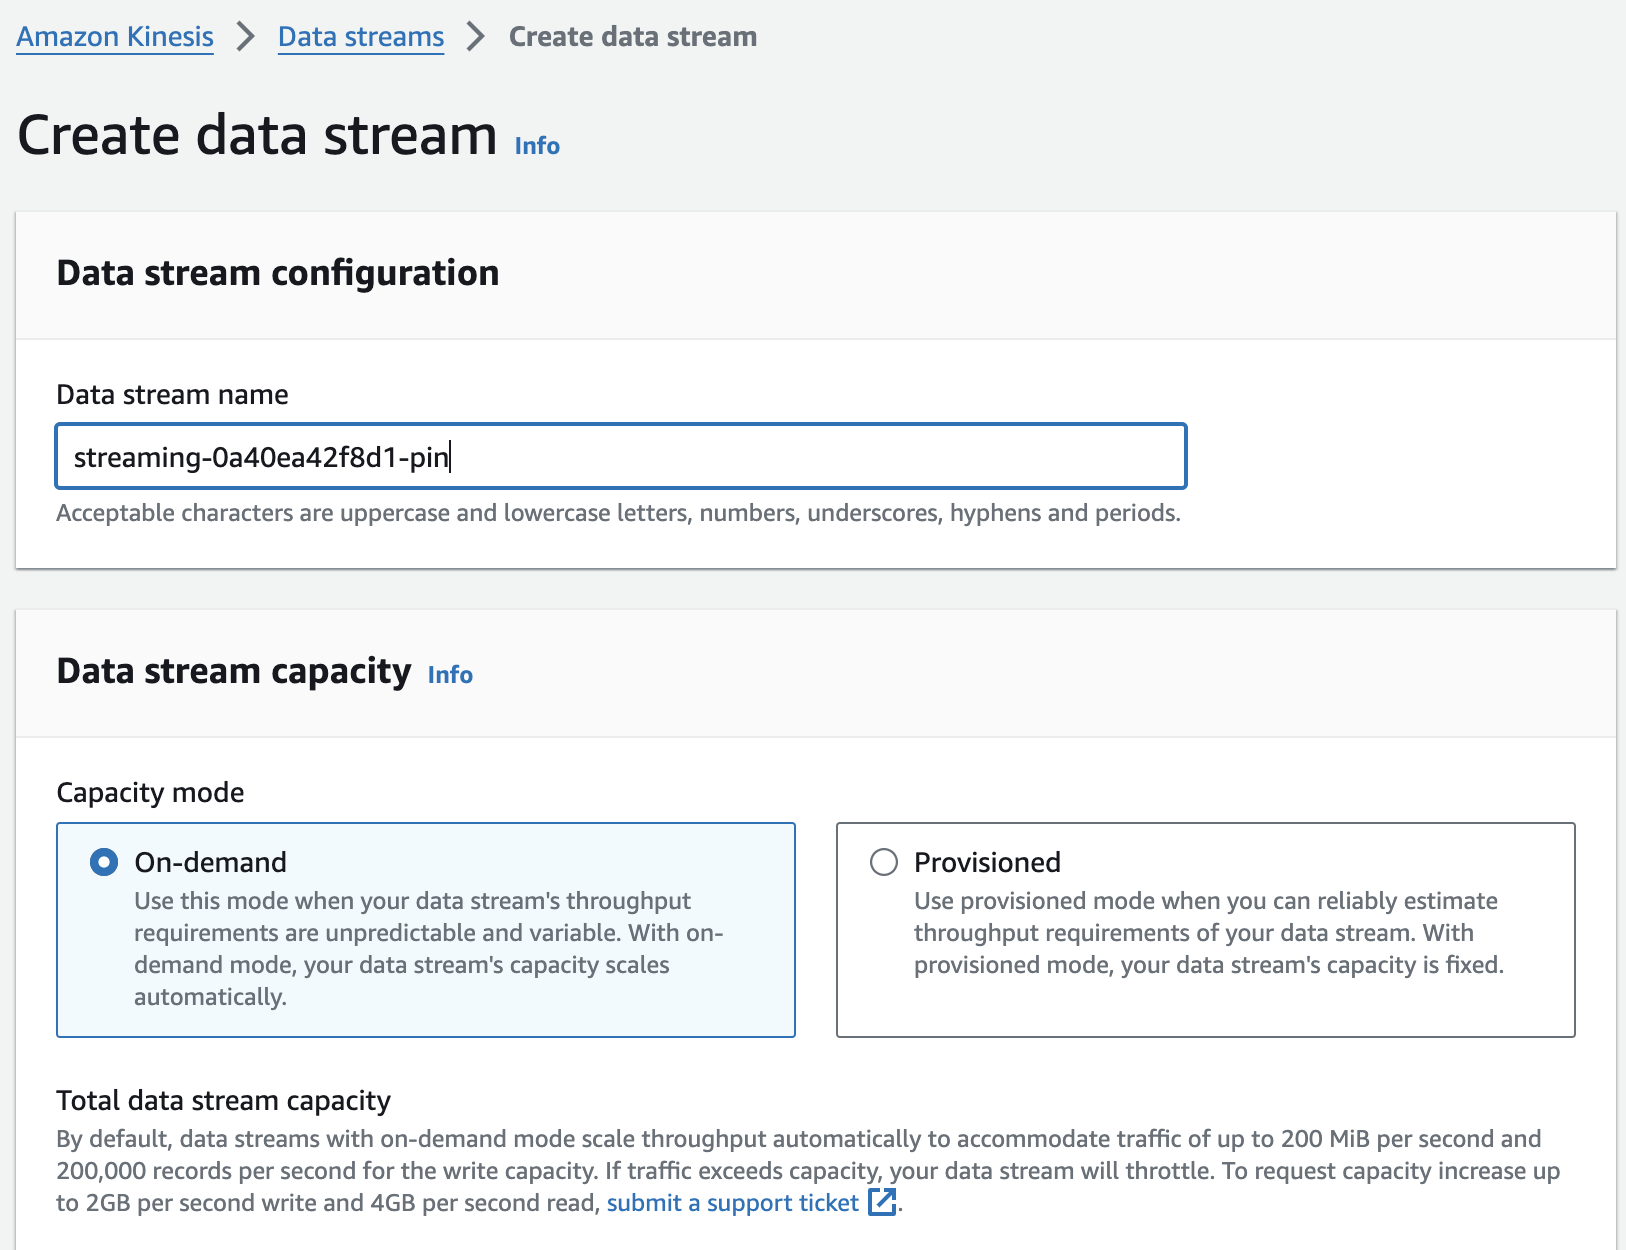 Amazon Kinesis > Data streams > Create data stream
Create data stream Info
Data stream configuration
Data stream name
streaming-0a40ea42f8d1-pin
Acceptable characters are uppercase and lowercase letters, numbers, underscores, hyphens and periods.
Data stream capacity Info
Capacity mode
On-demand
Use this mode when your data stream's throughput
requirements are unpredictable and variable. With on-
demand mode, your data stream's capacity scales
automatically.
Provisioned
Use provisioned mode when you can reliably estimate
throughput requirements of your data stream. With
provisioned mode, your data stream's capacity is fixed.
Total data stream capacity
By default, data streams with on-demand mode scale throughput automatically to accommodate traffic of up to 200 MiB per second and
200,000 records per second for the write capacity. If traffic exceeds capacity, your data stream will throttle. To request capacity increase up
to 2GB per second write and 4GB per second read, submit a support ticket.